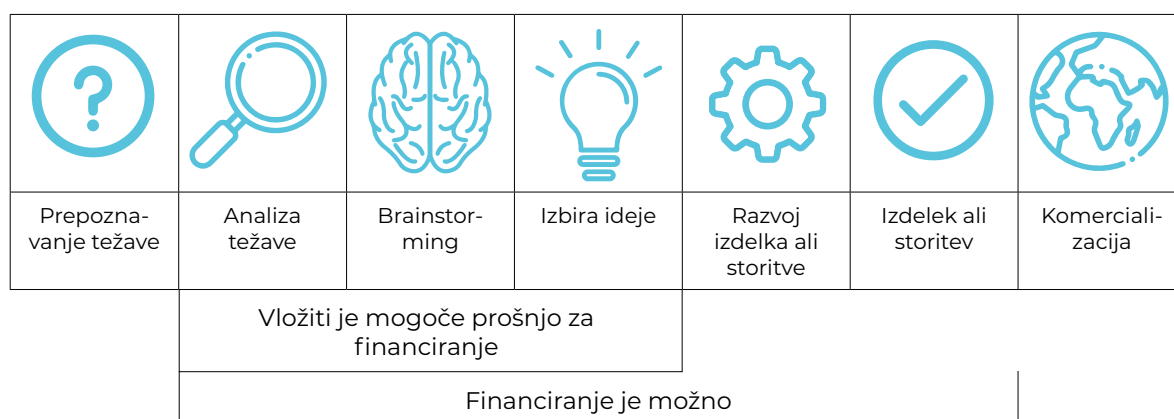 Prepozna-
vanje težave
Analiza
težave
Brainstor-
ming
Izbira ideje
Razvoj
izdelka ali
storitve
Izdelek ali
storitev
Komerciali-
zacija
Vložiti je mogoče prošnjo za
financiranje
Financiranje je možno